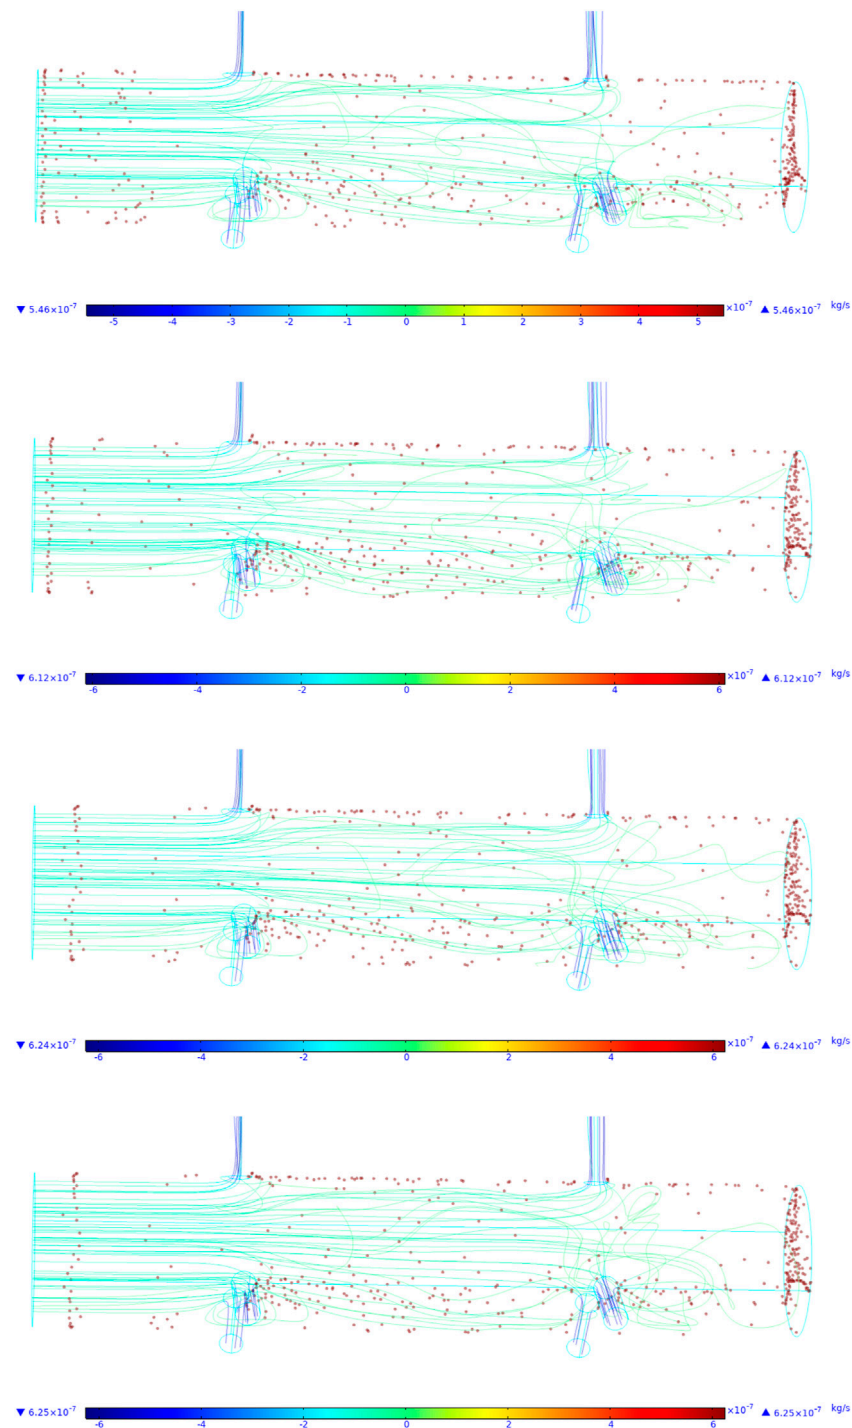 ▼ 5.46×10⁻⁷ ×10⁻⁷ ▲ 5.46×10⁻⁷ kg/s
-5 -4 -3 -2 -1 0 1 2 3 4 5
▼ 6.12×10⁻⁷ ×10⁻⁷ ▲ 6.12×10⁻⁷ kg/s
-6 -4 -2 0 2 4 6
▼ 6.24×10⁻⁷ ×10⁻⁷ ▲ 6.24×10⁻⁷ kg/s
-6 -4 -2 0 2 4 6
▼ 6.25×10⁻⁷ ×10⁻⁷ ▲ 6.25×10⁻⁷ kg/s
-6 -4 -2 0 2 4 6